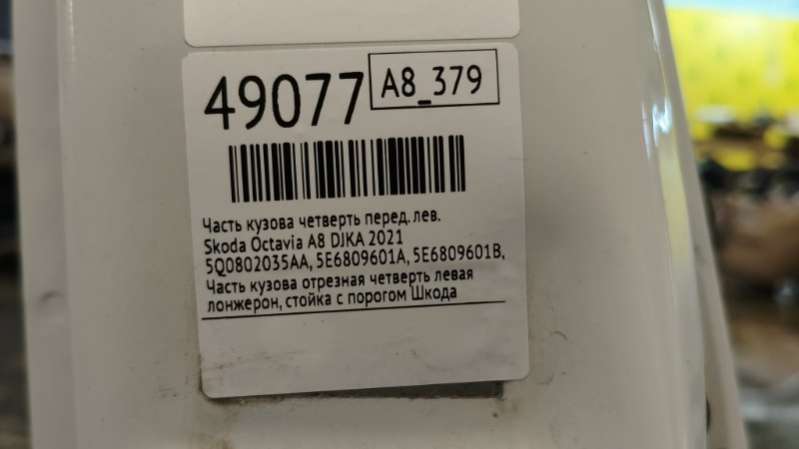 49077
A8_379
Часть кузова четверть перед. лев.
Skoda Octavia A8 DJKA 2021
5Q0802035AA, 5E6809601A, 5E6809601B,
Часть кузова отрезная четверть левая
лонжерон, стойка с порогом Шкода